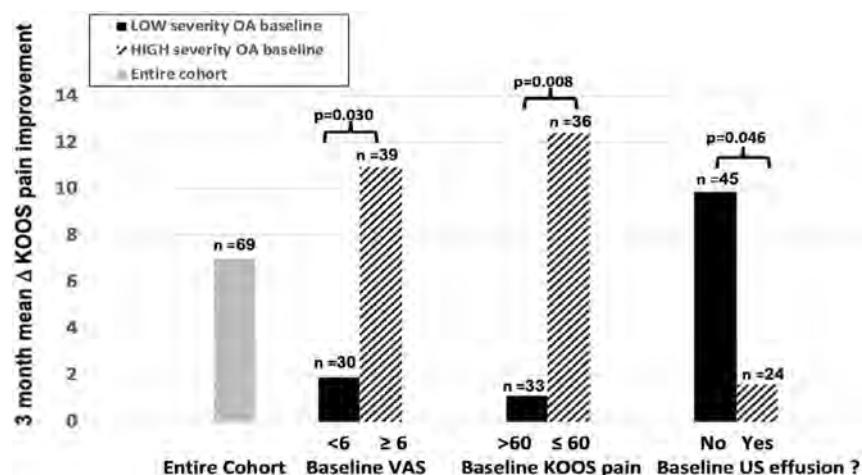 LOW severity OA baseline
HIGH severity OA baseline
Entire cohort
3 month mean Δ KOOS pain improvement
14
12
10
8
6
4
2
0
p=0.030
p=0.008
p=0.046
n =69
n =30
n =39
n =33
n =36
n =45
n =24
<6 ≥ 6 >60 ≤ 60 No Yes
Entire Cohort Baseline VAS Baseline KOOS pain Baseline US effusion ?